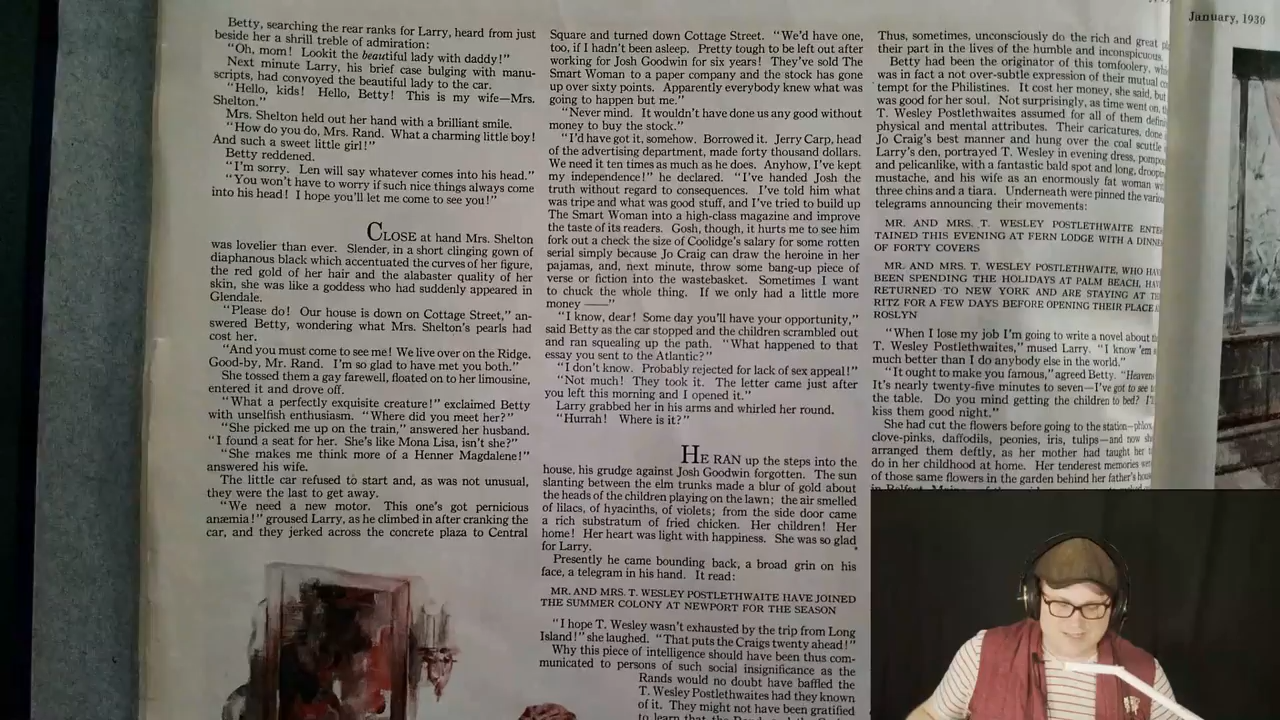 January, 1930
Betty, searching the rear ranks for Larry, heard from just
beside her a shrill treble of admiration:
"Oh, mom! Lookit the beautiful lady with daddy!"
Next minute Larry, his brief case bulging with manu-
scripts, had convoyed the beautiful lady to the car.
"Hello, kids! Hello, Betty! This is my wife—Mrs.
Shelton."
Mrs. Shelton held out her hand with a brilliant smile.
"How do you do, Mrs. Rand. What a charming little boy!
And such a sweet little girl!"
Betty reddened.
"I'm sorry. Len will say whatever comes into his head."
"You won't have to worry if such nice things always come
into his head! I hope you'll let me come to see you!"
CLOSE at hand Mrs. Shelton
was lovelier than ever. Slender, in a short clinging gown of
diaphanous black which accentuated the curves of her figure,
the red gold of her hair and the alabaster quality of her
skin, she was like a goddess who had suddenly appeared in
Glendale.
"Please do! Our house is down on Cottage Street," an-
swered Betty, wondering what Mrs. Shelton's pearls had
cost her.
"And you must come to see me! We live over on the Ridge.
Good-by, Mr. Rand. I'm so glad to have met you both."
She tossed them a gay farewell, floated on to her limousine,
entered it and drove off.
"What a perfectly exquisite creature!" exclaimed Betty
with unselfish enthusiasm. "Where did you meet her?"
"She picked me up on the train," answered her husband.
"I found a seat for her. She's like Mona Lisa, isn't she?"
"She makes me think more of a Henner Magdalene!"
answered his wife.
The little car refused to start and, as was not unusual,
they were the last to get away.
"We need a new motor. This one's got pernicious
anæmia!" groused Larry, as he climbed in after cranking the
car, and they jerked across the concrete plaza to Central
Square and turned down Cottage Street. "We'd have one,
too, if I hadn't been asleep. Pretty tough to be left out after
working for Josh Goodwin for six years! They've sold The
Smart Woman to a paper company and the stock has gone
up over sixty points. Apparently everybody knew what was
going to happen but me."
"Never mind. It wouldn't have done us any good without
money to buy the stock."
"I'd have got it, somehow. Borrowed it. Jerry Carp, head
of the advertising department, made forty thousand dollars.
We need it ten times as much as he does. Anyhow, I've kept
my independence!" he declared. "I've handed Josh the
truth without regard to consequences. I've told him what
was tripe and what was good stuff, and I've tried to build up
The Smart Woman into a high-class magazine and improve
the taste of its readers. Gosh, though, it hurts me to see him
fork out a check the size of Coolidge's salary for some rotten
serial simply because Jo Craig can draw the heroine in her
pajamas, and, next minute, throw some bang-up piece of
verse or fiction into the wastebasket. Sometimes I want
to chuck the whole thing. If we only had a little more
money ——"
"I know, dear! Some day you'll have your opportunity,"
said Betty as the car stopped and the children scrambled out
and ran squealing up the path. "What happened to that
essay you sent to the Atlantic?"
"I don't know. Probably rejected for lack of sex appeal!"
"Not much! They took it. The letter came just after
you left this morning and I opened it."
Larry grabbed her in his arms and whirled her round.
"Hurrah! Where is it?"
HE RAN up the steps into the
house, his grudge against Josh Goodwin forgotten. The sun
slanting between the elm trunks made a blur of gold about
the heads of the children playing on the lawn; the air smelled
of lilacs, of hyacinths, of violets; from the side door came
a rich substratum of fried chicken. Her children! Her
home! Her heart was light with happiness. She was so glad
for Larry.
Presently he came bounding back, a broad grin on his
face, a telegram in his hand. It read:
MR. AND MRS. T. WESLEY POSTLETHWAITE HAVE JOINED
THE SUMMER COLONY AT NEWPORT FOR THE SEASON
"I hope T. Wesley wasn't exhausted by the trip from Long
Island!" she laughed. "That puts the Craigs twenty ahead!"
Why this piece of intelligence should have been thus com-
municated to persons of such social insignificance as the
Rands would no doubt have baffled the
T. Wesley Postlethwaites had they known
of it. They might not have been gratified
to learn that the Rands and the
Thus, sometimes, unconsciously do the rich and great
their part in the lives of the humble and inconspicuous.
Betty had been the originator of this tomfoolery,
was in fact a not over-subtle expression of their mutual
tempt for the Philistines. It cost her money, she said, but
was good for her soul. Not surprisingly, as time went on,
T. Wesley Postlethwaites assumed for all of them
physical and mental attributes. Their caricatures, done
Jo Craig's best manner and hung over the coal scuttle
Larry's den, portrayed T. Wesley in evening dress,
and pelicanlike, with a fantastic bald spot and long,
mustache, and his wife as an enormously fat woman
three chins and a tiara. Underneath were pinned the
telegrams announcing their movements:
MR. AND MRS. T. WESLEY POSTLETHWAITE
TAINED THIS EVENING AT FERN LODGE WITH A
OF FORTY COVERS
MR. AND MRS. T. WESLEY POSTLETHWAITE, WHO
BEEN SPENDING THE HOLIDAYS AT PALM BEACH,
RETURNED TO NEW YORK AND ARE STAYING AT
RITZ FOR A FEW DAYS BEFORE OPENING THEIR PLACE
ROSLYN
"When I lose my job I'm going to write a novel about
T. Wesley Postlethwaites," mused Larry. "I know 'em
much better than I do anybody else in the world."
"It ought to make you famous," agreed Betty. "Heavens
It's nearly twenty-five minutes to seven—I've got to see
the table. Do you mind getting the children to bed? I'll
kiss them good night."
She had cut the flowers before going to the station—phlox,
clove-pinks, daffodils, peonies, iris, tulips—and now
arranged them deftly, as her mother had taught her
do in her childhood at home. Her tenderest memories
of those same flowers in the garden behind her father's